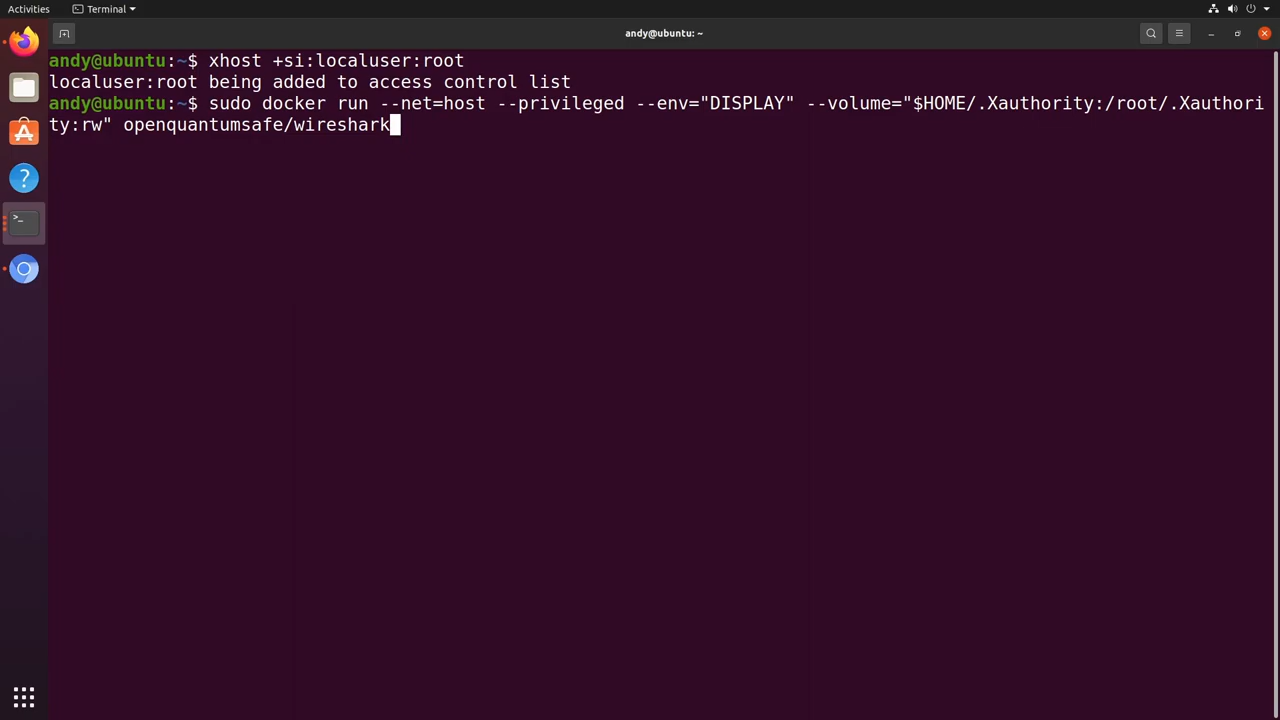 Activities
Terminal
andy@ubuntu: ~
andy@ubuntu:~$ xhost +si:localuser:root
localuser:root being added to access control list
andy@ubuntu:~$ sudo docker run --net=host --privileged --env="DISPLAY" --volume="$HOME/.Xauthority:/root/.Xauthori
ty:rw" openquantumsafe/wireshark